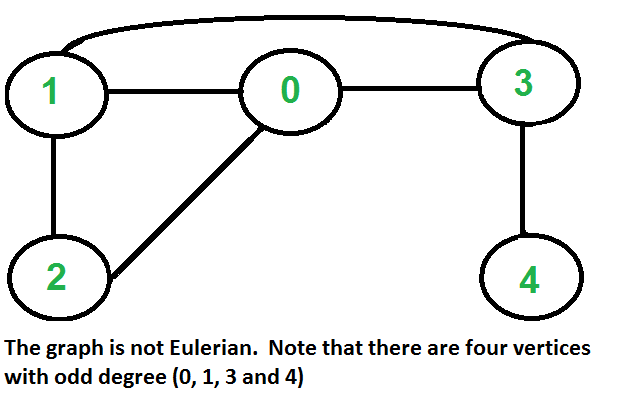 1 0 3
2 4
The graph is not Eulerian.  Note that there are four vertices
with odd degree (0, 1, 3 and 4)